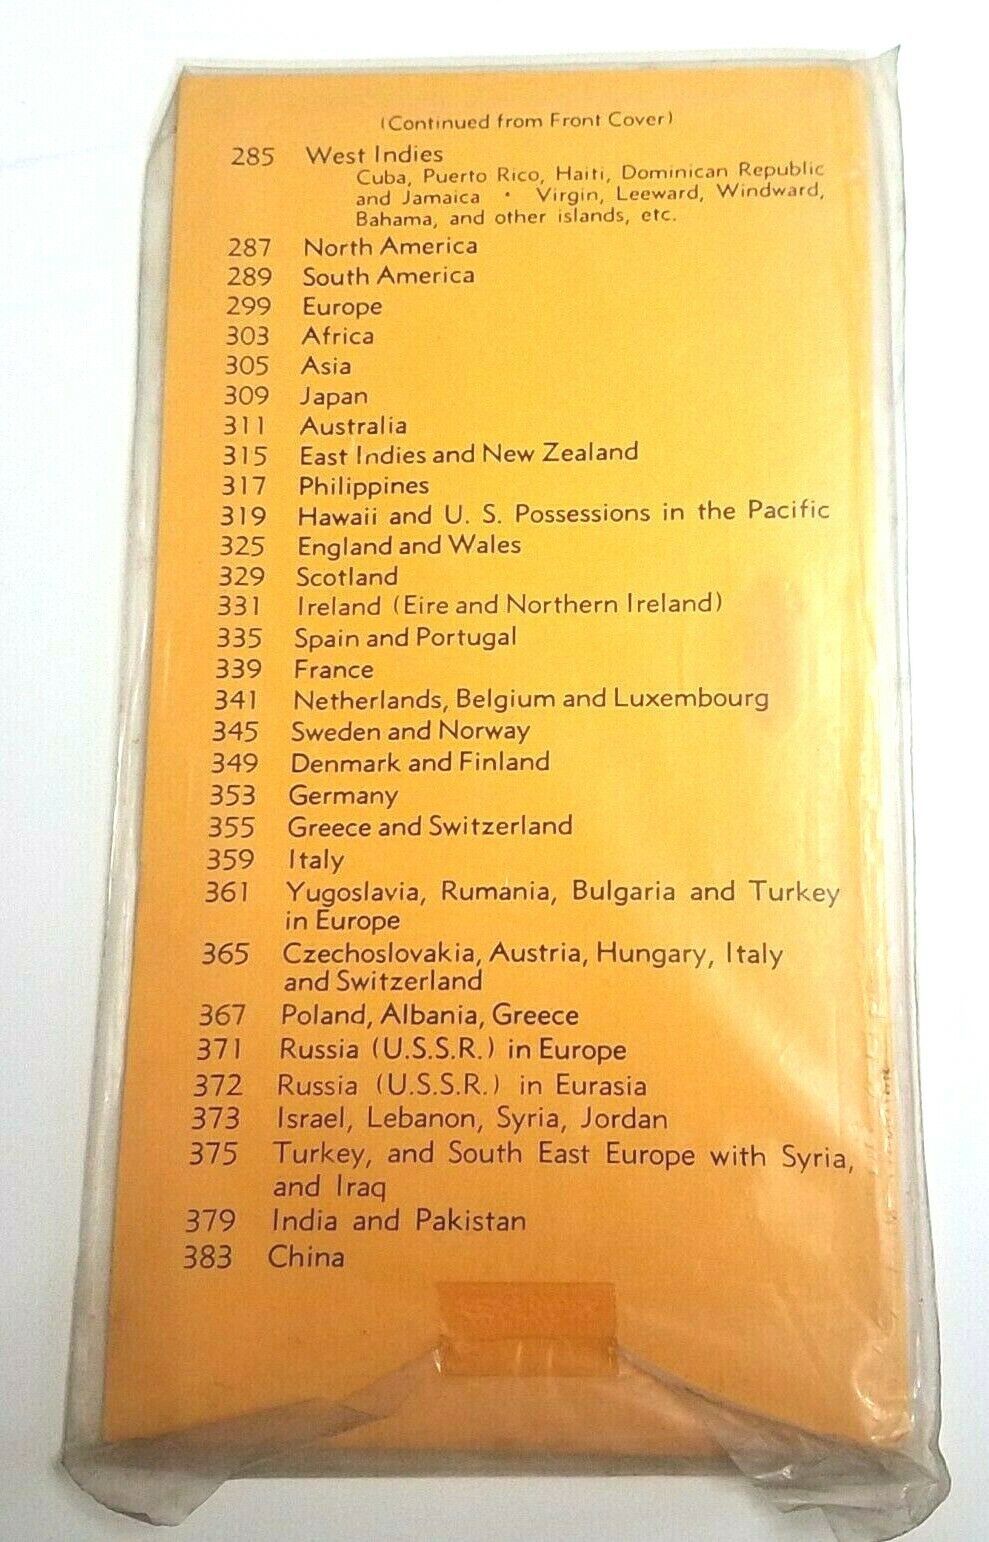 (Continued from Front Cover)
285 West Indies
Cuba, Puerto Rico, Haiti, Dominican Republic
and Jamaica • Virgin, Leeward, Windward,
Bahama, and other islands, etc.
287 North America
289 South America
299 Europe
303 Africa
305 Asia
309 Japan
311 Australia
315 East Indies and New Zealand
317 Philippines
319 Hawaii and U. S. Possessions in the Pacific
325 England and Wales
329 Scotland
331 Ireland (Eire and Northern Ireland)
335 Spain and Portugal
339 France
341 Netherlands, Belgium and Luxembourg
345 Sweden and Norway
349 Denmark and Finland
353 Germany
355 Greece and Switzerland
359 Italy
361 Yugoslavia, Rumania, Bulgaria and Turkey
in Europe
365 Czechoslovakia, Austria, Hungary, Italy
and Switzerland
367 Poland, Albania, Greece
371 Russia (U.S.S.R.) in Europe
372 Russia (U.S.S.R.) in Eurasia
373 Israel, Lebanon, Syria, Jordan
375 Turkey, and South East Europe with Syria,
and Iraq
379 India and Pakistan
383 China